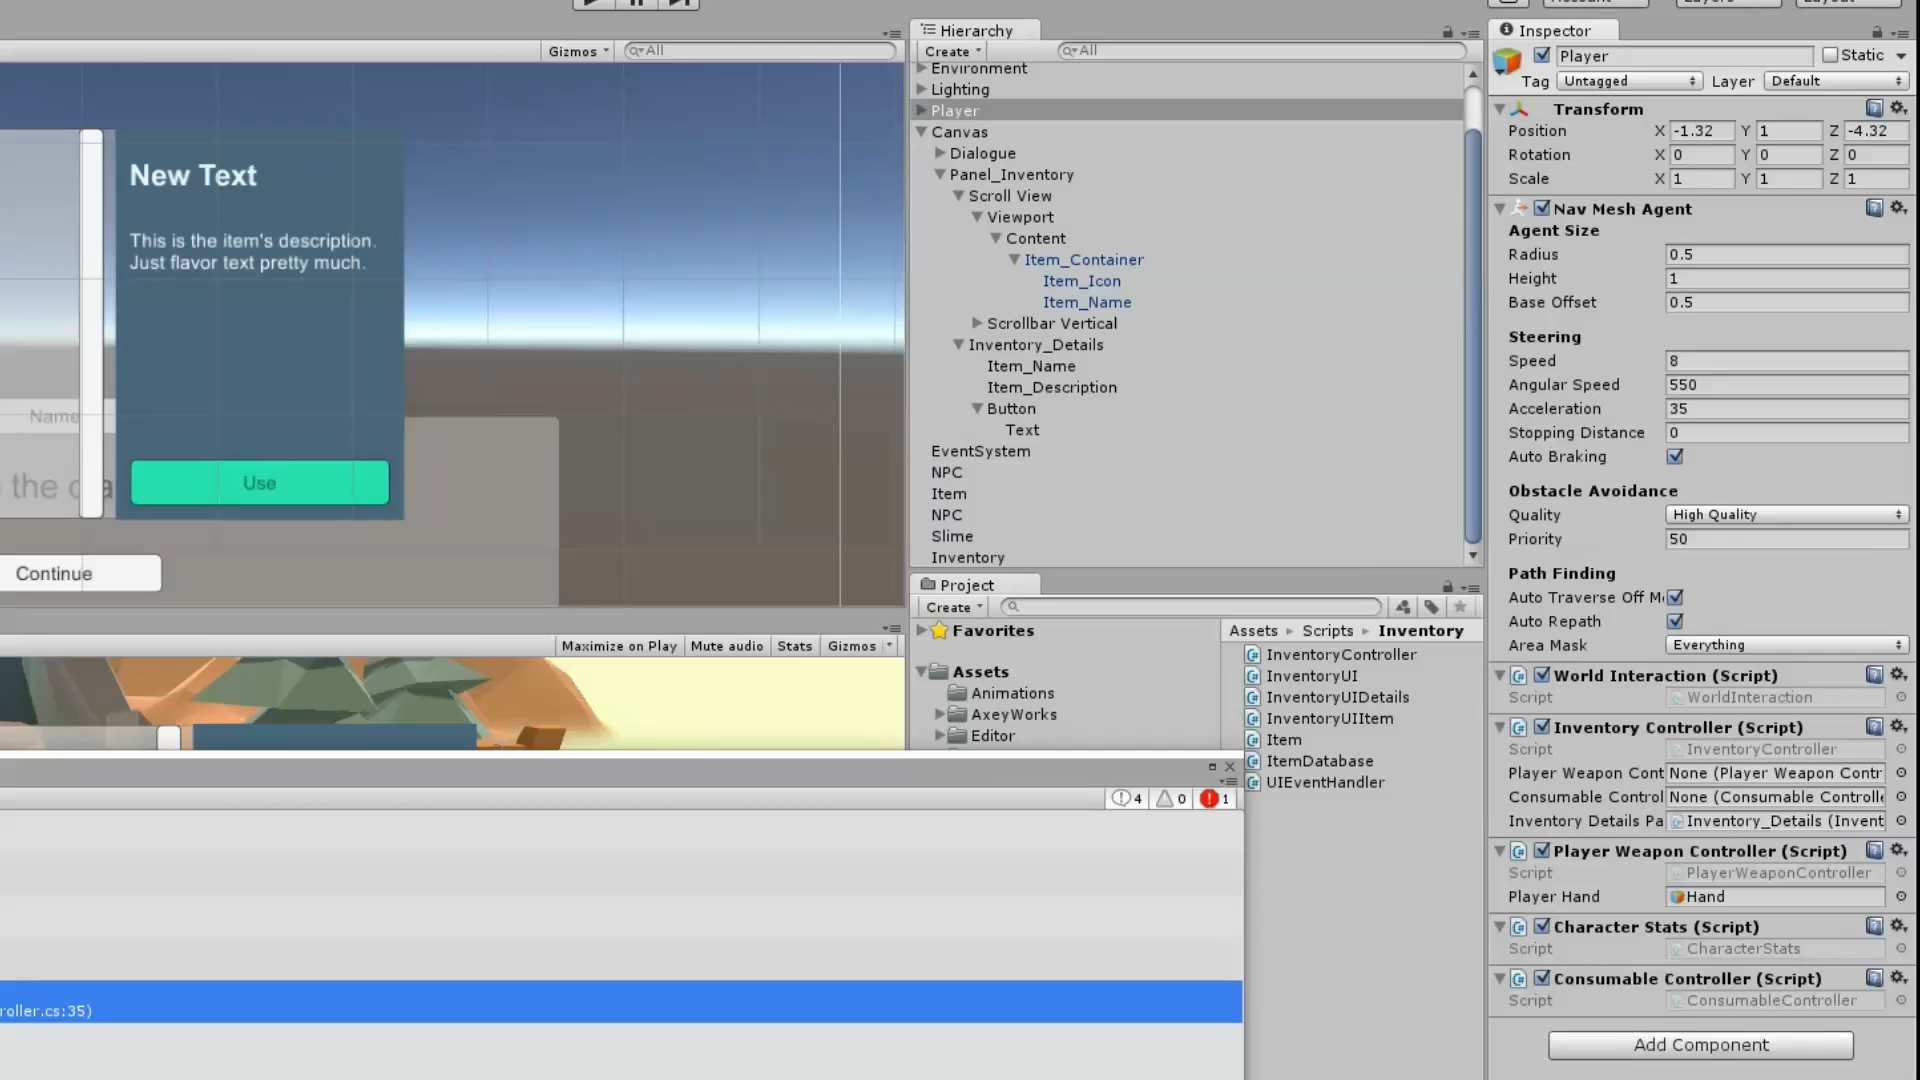 Gizmos
All
New Text
This is the item's description.
Just flavor text pretty much.
Name
the
Use
Continue
Maximize on Play
Mute audio
Stats
Gizmos
4
0
1
roller.cs:35)
Hierarchy
Create
All
Environment
Lighting
Player
Canvas
Dialogue
Panel_Inventory
Scroll View
Viewport
Content
Item_Container
Item_Icon
Item_Name
Scrollbar Vertical
Inventory_Details
Item_Name
Item_Description
Button
Text
EventSystem
NPC
Item
NPC
Slime
Inventory
Project
Create
Favorites
Assets
Animations
AxeyWorks
Editor
Assets Scripts Inventory
InventoryController
InventoryUI
InventoryUIDetails
InventoryUIItem
Item
ItemDatabase
UIEventHandler
Inspector
Player
Static
Tag Untagged Layer Default
Transform
Position X -1.32 Y 1 Z -4.32
Rotation X 0 Y 0 Z 0
Scale X 1 Y 1 Z 1
Nav Mesh Agent
Agent Size
Radius 0.5
Height 1
Base Offset 0.5
Steering
Speed 8
Angular Speed 550
Acceleration 35
Stopping Distance 0
Auto Braking
Obstacle Avoidance
Quality High Quality
Priority 50
Path Finding
Auto Traverse Off M
Auto Repath
Area Mask Everything
World Interaction (Script)
Script WorldInteraction
Inventory Controller (Script)
Script InventoryController
Player Weapon Cont None (Player Weapon Contr
Consumable Control None (Consumable Controlle
Inventory Details Pa Inventory_Details (Invent
Player Weapon Controller (Script)
Script PlayerWeaponController
Player Hand Hand
Character Stats (Script)
Script CharacterStats
Consumable Controller (Script)
Script ConsumableController
Add Component